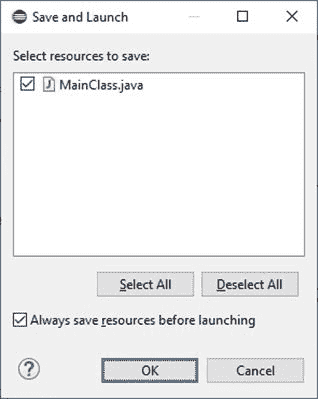 Save and Launch
Select resources to save:
MainClass.java
Select All
Deselect All
Always save resources before launching
?
OK
Cancel